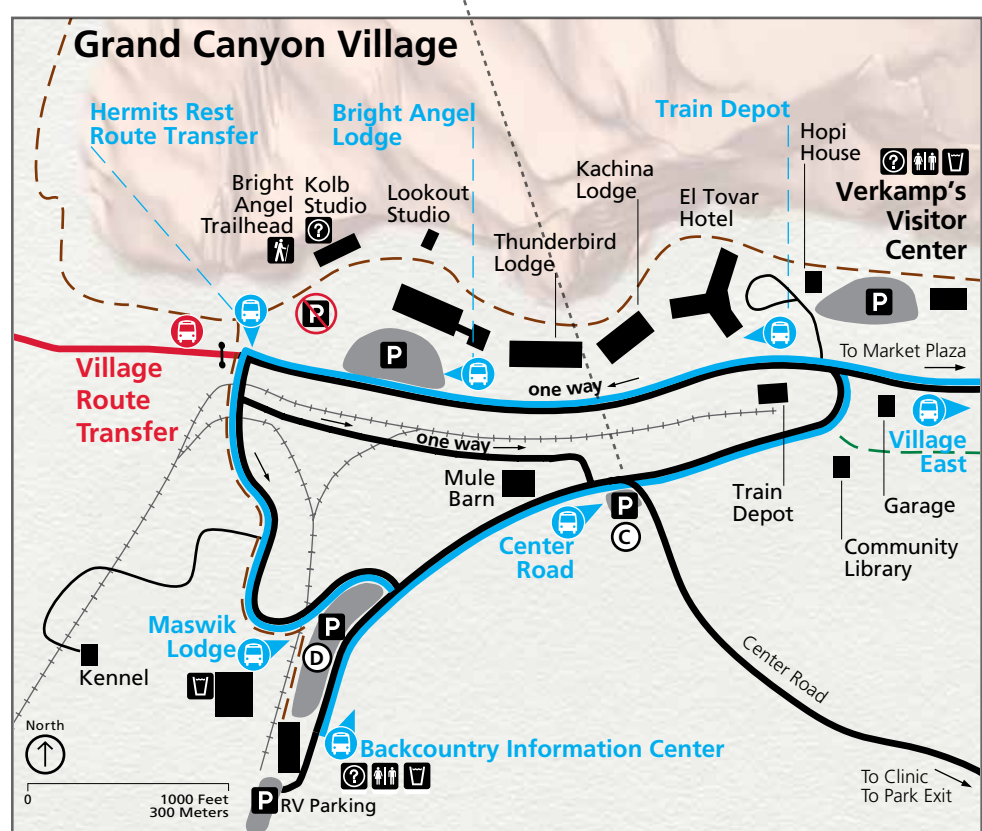 Grand Canyon Village
Hermits Rest
Route Transfer
Bright Angel
Lodge
Train Depot
Hopi
House
?
Verkamp's
Visitor
Center
Bright
Angel
Trailhead
Kolb
Studio
?
Lookout
Studio
Kachina
Lodge
El Tovar
Hotel
Thunderbird
Lodge
P
P
P
To Market Plaza
Village
Route
Transfer
one way
one way
Mule
Barn
Train
Depot
Village
East
Garage
Community
Library
P
C
Center
Road
Maswik
Lodge
P
D
Kennel
Center Road
Backcountry Information Center
?
North
0
1000 Feet
300 Meters
P
RV Parking
To Clinic
To Park Exit